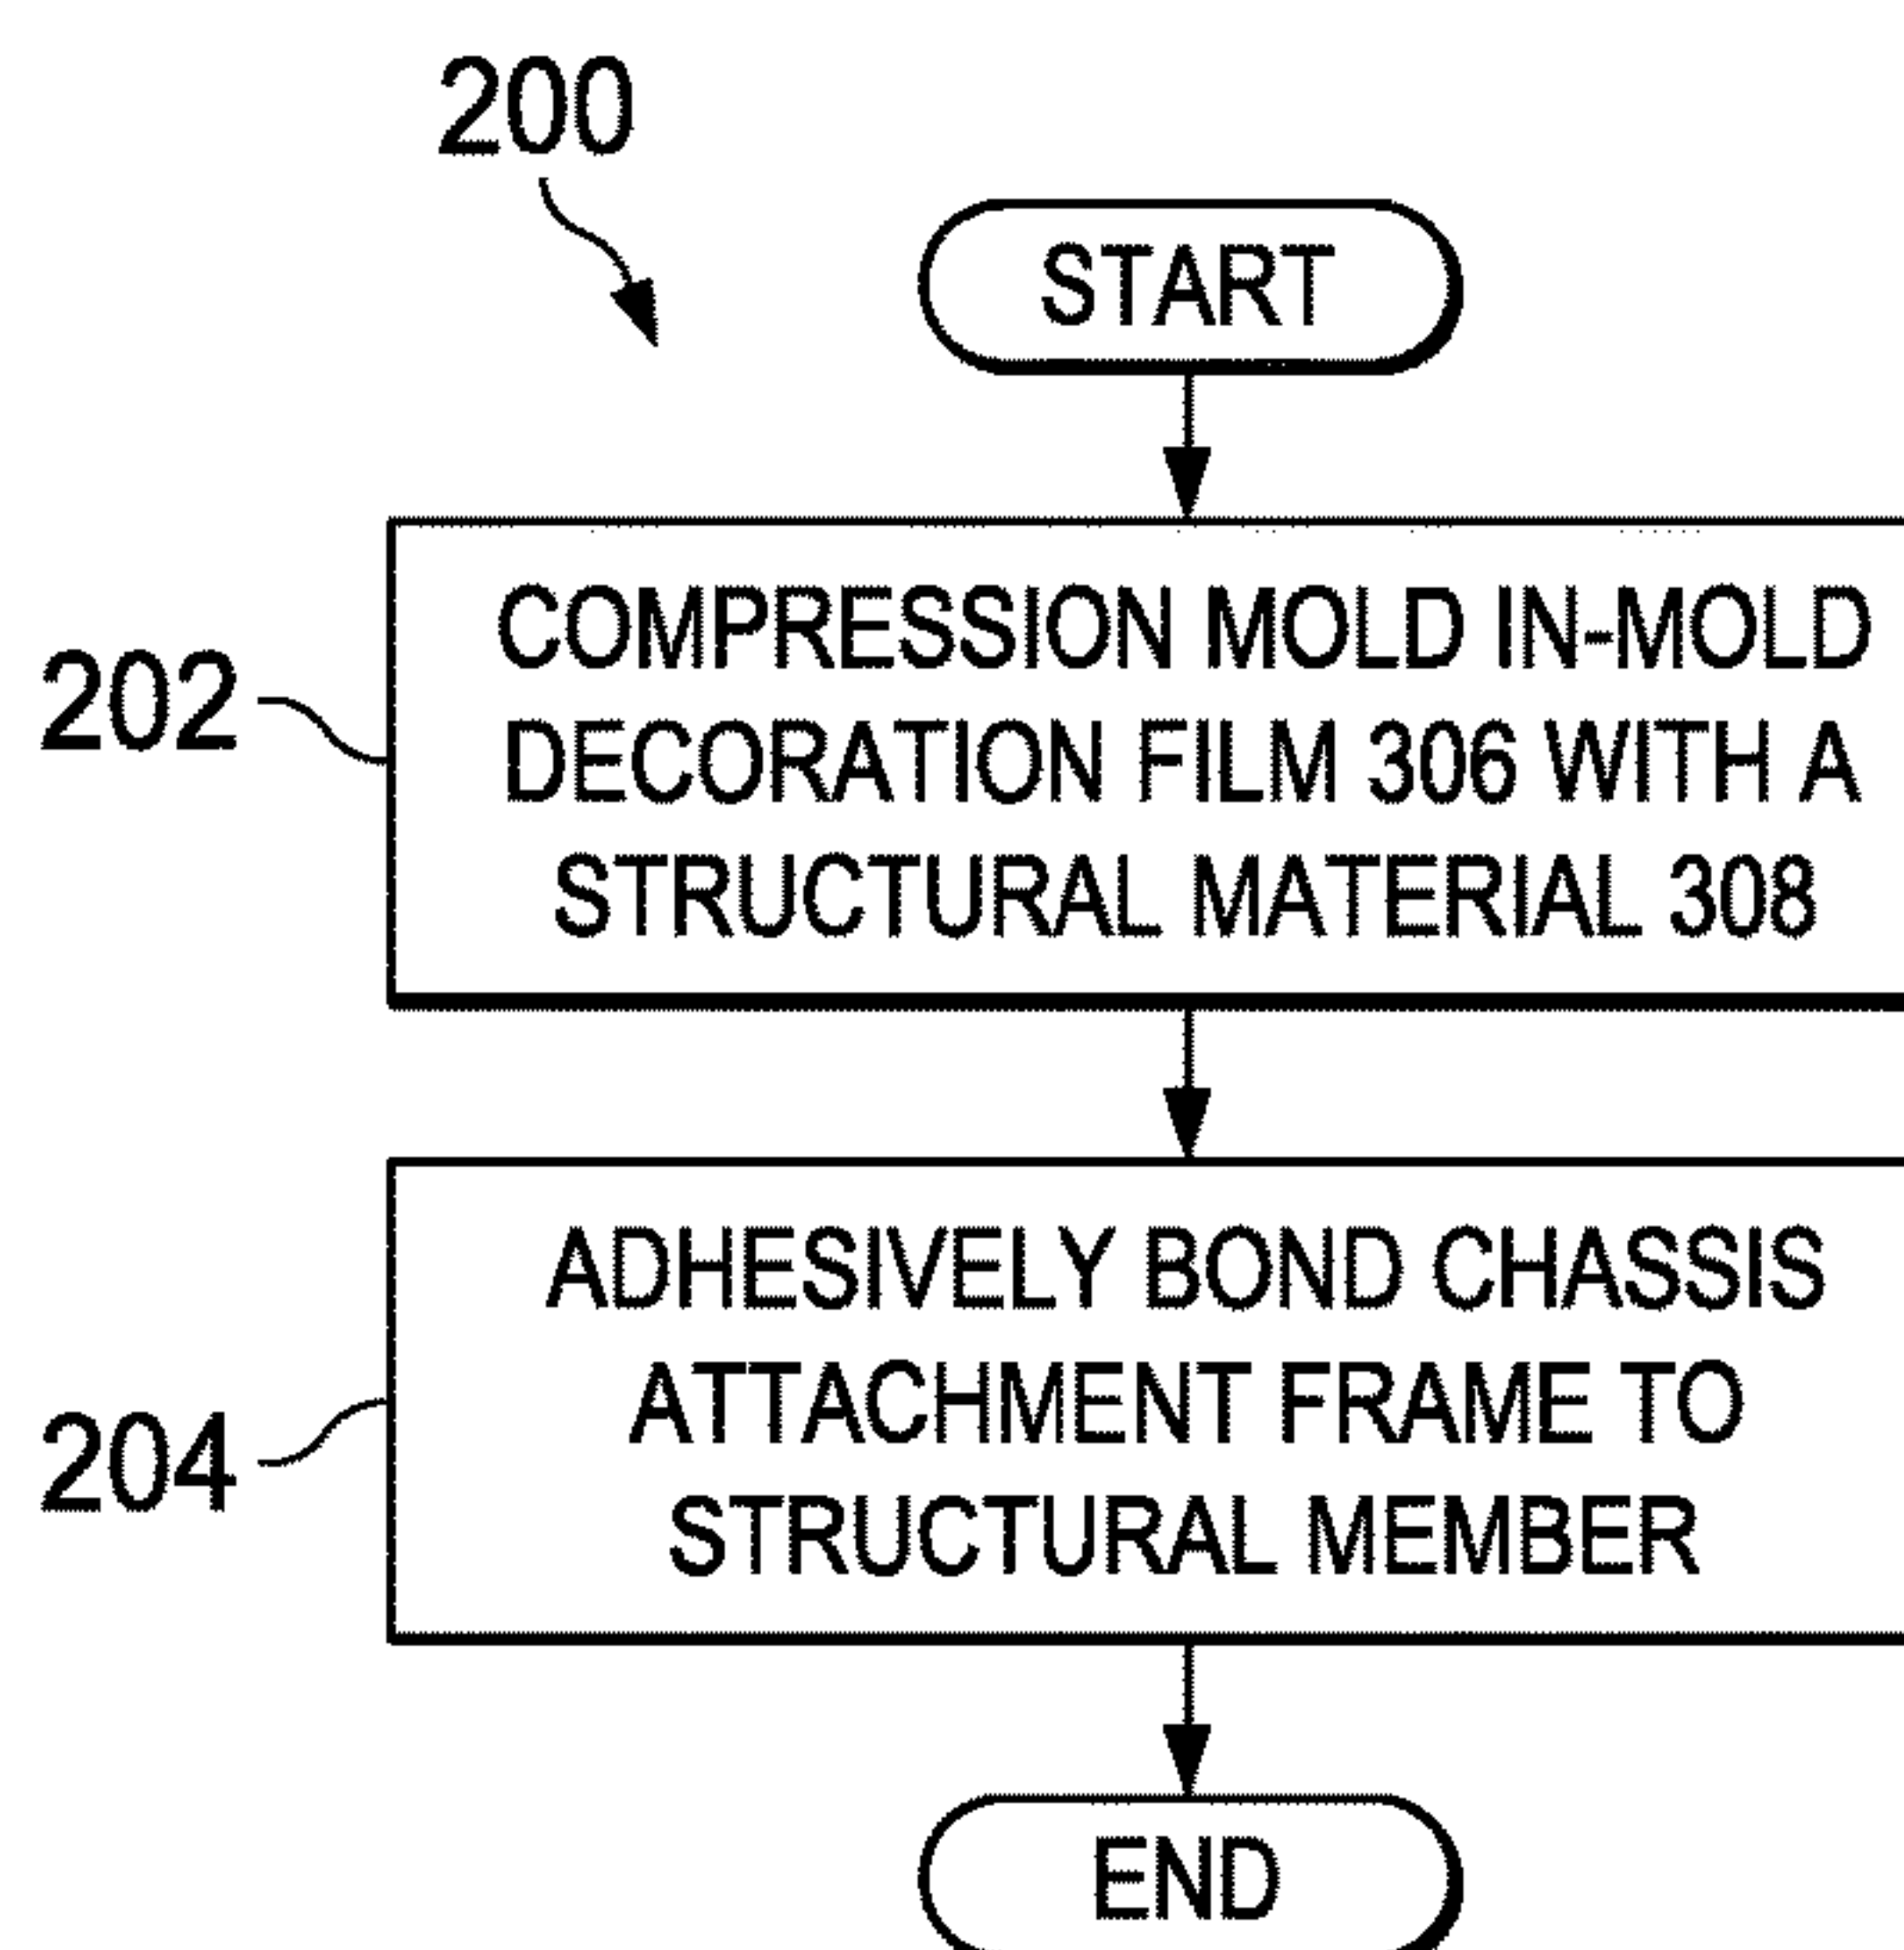 200
START
202
COMPRESSION MOLD IN-MOLD
DECORATION FILM 306 WITH A
STRUCTURAL MATERIAL 308
204
ADHESIVELY BOND CHASSIS
ATTACHMENT FRAME TO
STRUCTURAL MEMBER
END